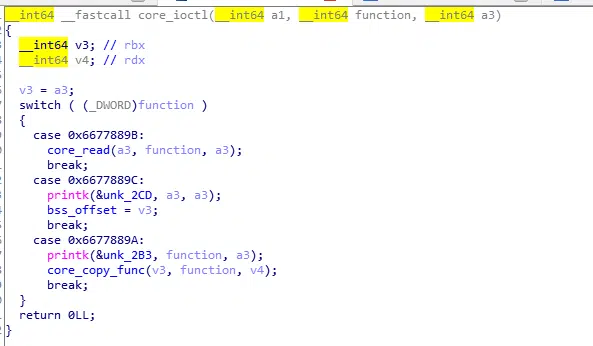 __int64 __fastcall core_ioctl(__int64 a1, __int64 function, __int64 a3)
{
__int64 v3; // rbx
__int64 v4; // rdx
v3 = a3;
switch ( (_DWORD)function )
{
case 0x6677889B:
core_read(a3, function, a3);
break;
case 0x6677889C:
printk(&unk_2CD, a3, a3);
bss_offset = v3;
break;
case 0x6677889A:
printk(&unk_2B3, function, a3);
core_copy_func(v3, function, v4);
break;
}
return 0LL;
}